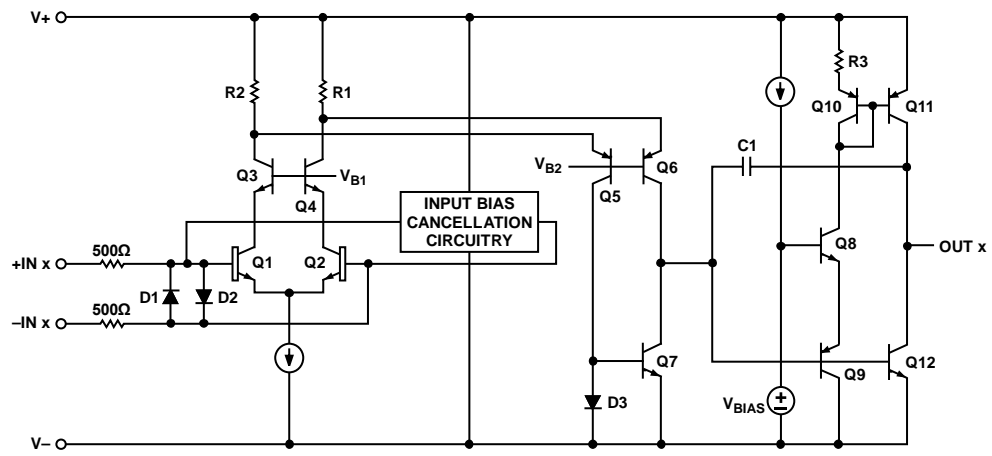 V+
R2
R1
R3
Q10
Q11
C1
Q3
Q4
VB1
VB2
Q5
Q6
INPUT BIAS
CANCELLATION
CIRCUITRY
Q8
OUT x
+IN x
500Ω
Q1
Q2
D1
D2
–IN x
500Ω
Q7
Q9
Q12
D3
VBIAS
V–